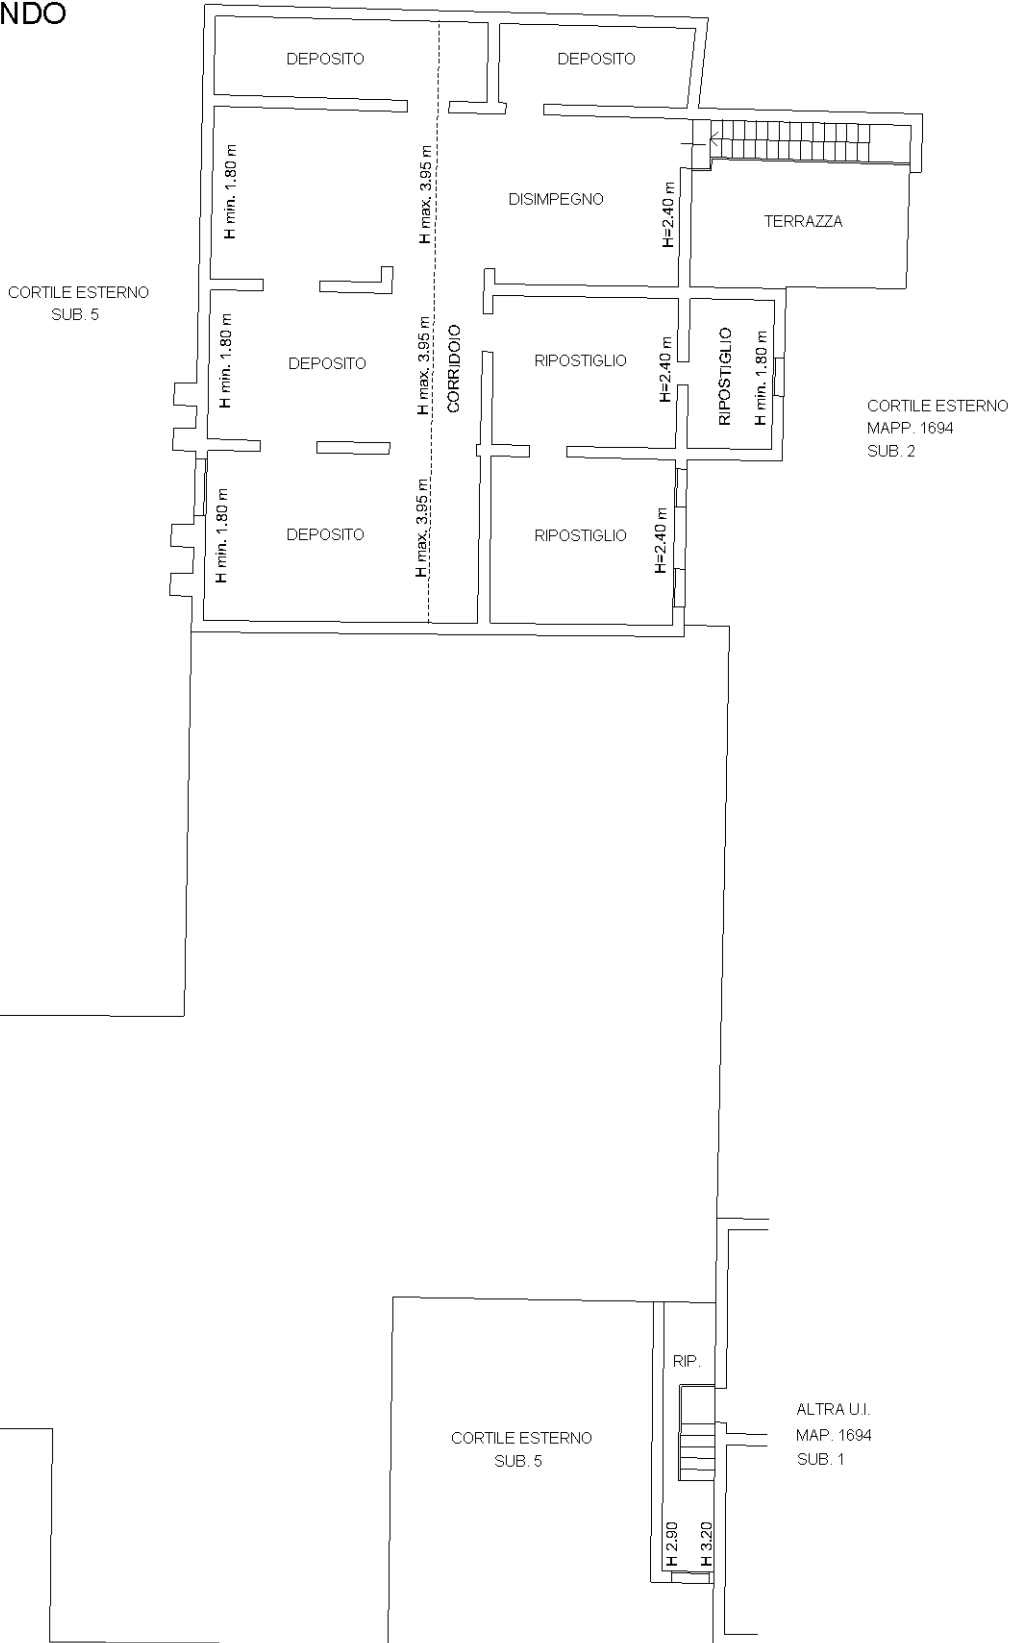 NDO
DEPOSITO
DEPOSITO
H min. 1.80 m
H max. 3.95 m
DISIMPEGNO
H=2.40 m
TERRAZZA
CORTILE ESTERNO
SUB. 5
H min. 1.80 m
DEPOSITO
H max. 3.95 m
CORRIDOIO
RIPOSTIGLIO
H=2.40 m
RIPOSTIGLIO
H min. 1.80 m
CORTILE ESTERNO
MAPP. 1694
SUB. 2
H min. 1.80 m
DEPOSITO
H max. 3.95 m
RIPOSTIGLIO
H=2.40 m
RIP.
CORTILE ESTERNO
SUB. 5
ALTRA U.I.
MAP. 1694
SUB. 1
H 2.90
H 3.20